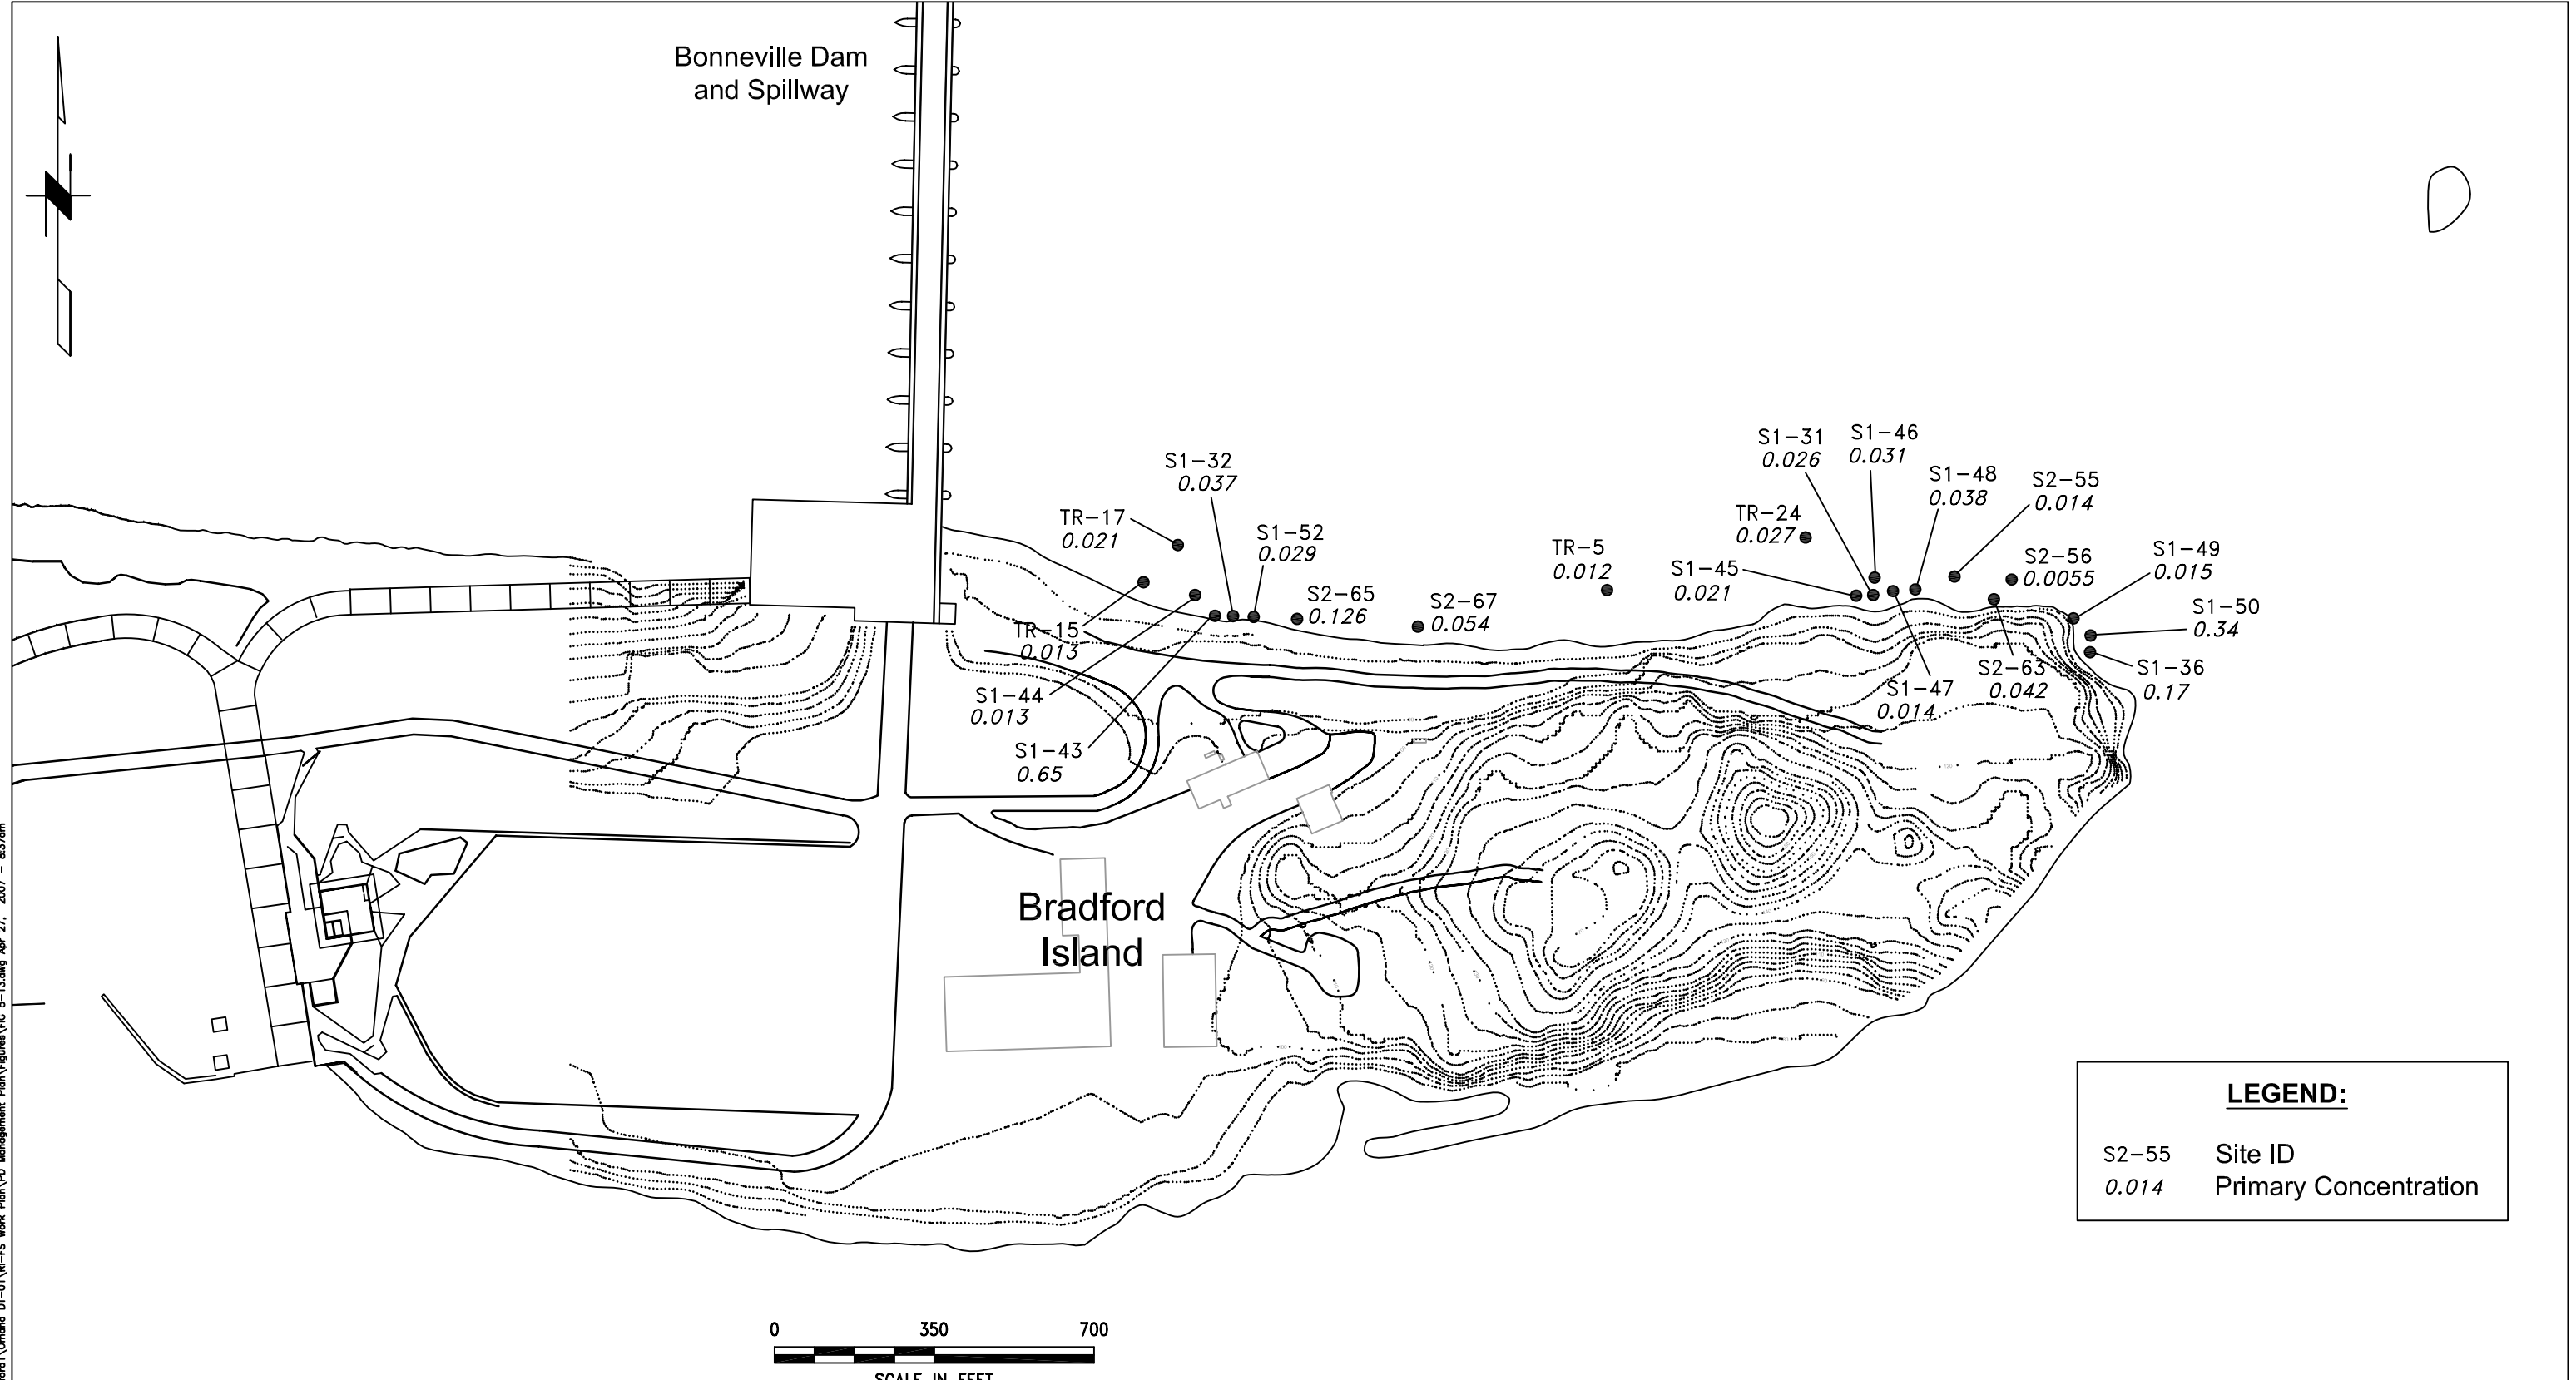 Bonneville Dam
and Spillway
S1-32
0.037
TR-17
0.021
S1-52
0.029
S2-65
0.126
S2-67
0.054
TR-15
0.013
S1-44
0.013
S1-43
0.65
TR-5
0.012
TR-24
0.027
S1-31
0.026
S1-46
0.031
S1-48
0.038
S2-55
0.014
S1-45
0.021
S2-56
0.0055
S1-49
0.015
S1-50
0.34
S1-36
0.17
S2-63
0.042
S1-47
0.014
Bradford
Island
LEGEND:
S2-55 Site ID
0.014 Primary Concentration
0 350 700
SCALE IN FEET